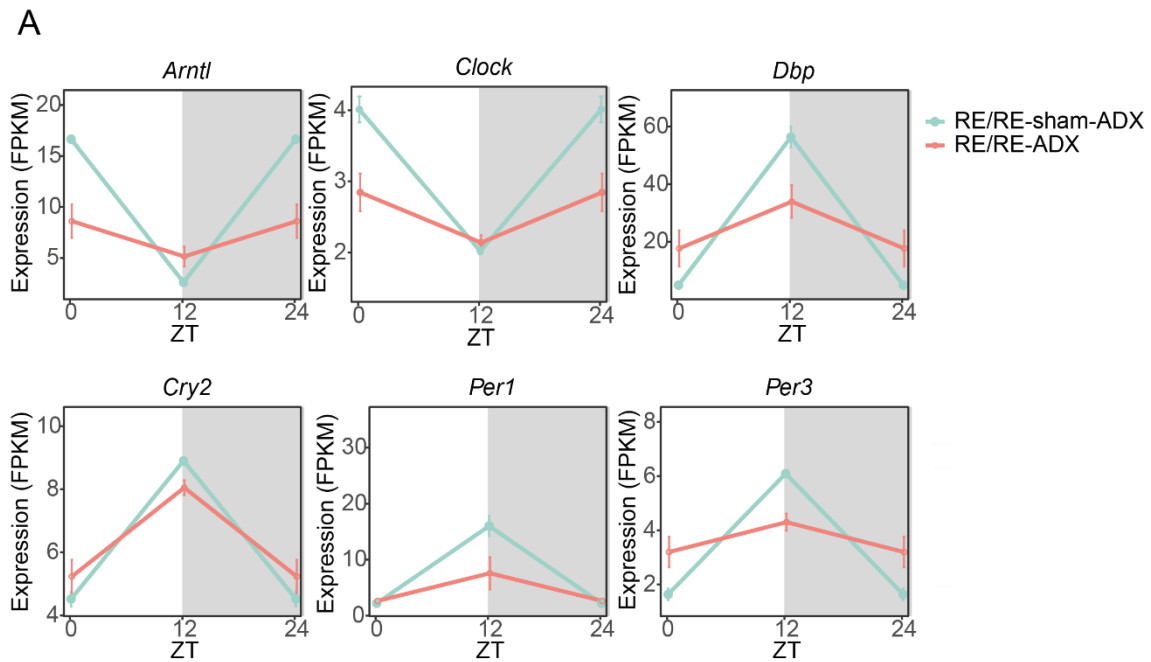 A
Arntl
Clock
Dbp
Expression (FPKM)
20
15
10
5
0
12
24
ZT
Expression (FPKM)
4
3
2
0
12
24
ZT
Expression (FPKM)
60
40
20
0
12
24
ZT
RE/RE-sham-ADX
RE/RE-ADX
Cry2
Per1
Per3
Expression (FPKM)
10
8
6
4
0
12
24
ZT
Expression (FPKM)
30
20
10
0
0
12
24
ZT
Expression (FPKM)
8
6
4
2
0
12
24
ZT